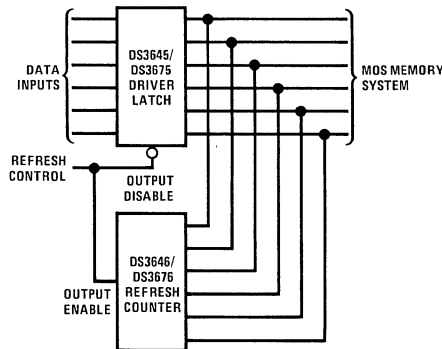 DATA
INPUTS
DS3645/
DS3675
DRIVER
LATCH
MOS MEMORY
SYSTEM
REFRESH
CONTROL
OUTPUT
DISABLE
OUTPUT
ENABLE
DS3646/
DS3676
REFRESH
COUNTER